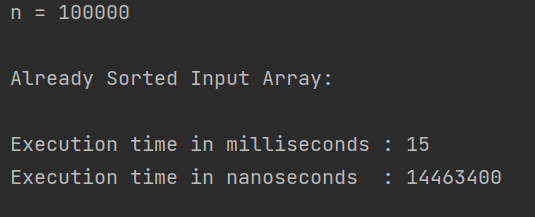 n = 100000
Already Sorted Input Array:
Execution time in milliseconds : 15
Execution time in nanoseconds  : 14463400